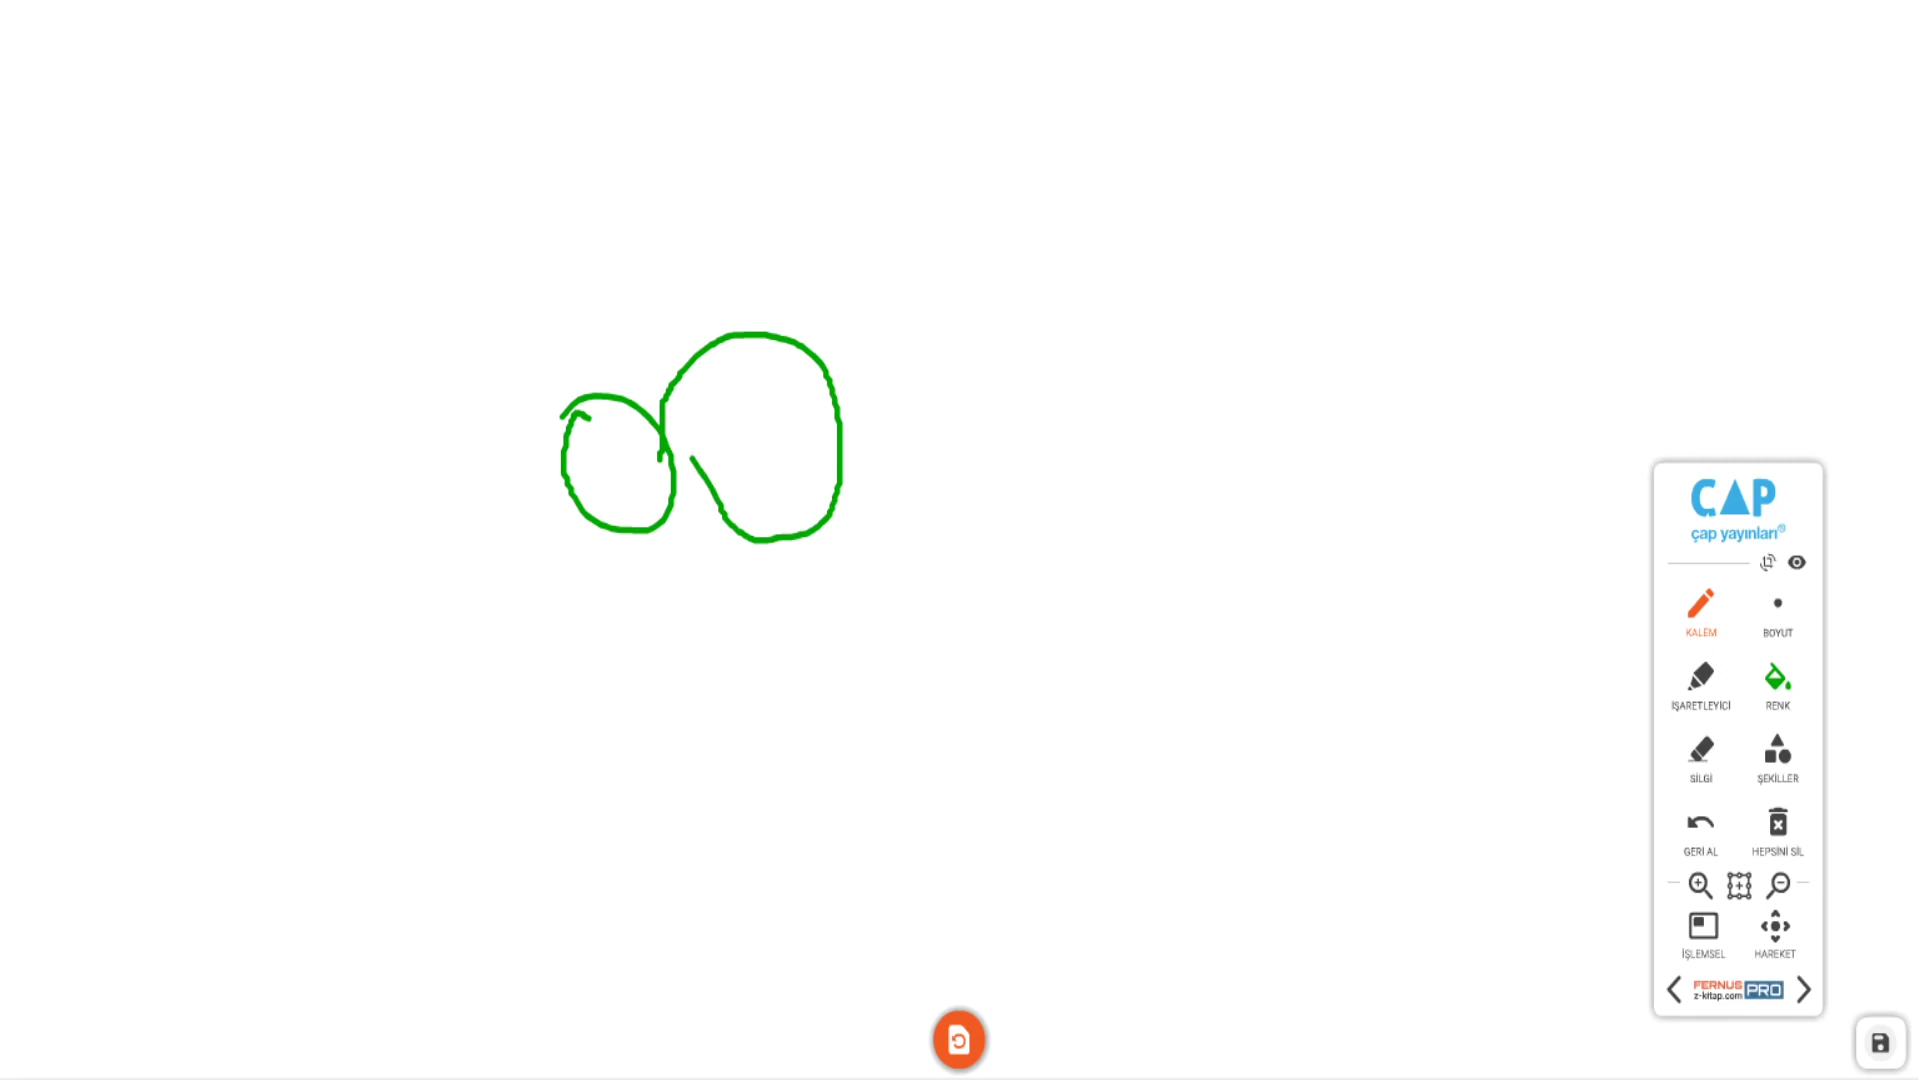 ÇAP
çap yayınları®
KALEM
BOYUT
İŞARETLEYİCİ
RENK
SİLGİ
ŞEKİLLER
GERİ AL
HEPSİNİ SİL
İŞLEMSEL
HAREKET
FERNUS PRO
z-kitap.com